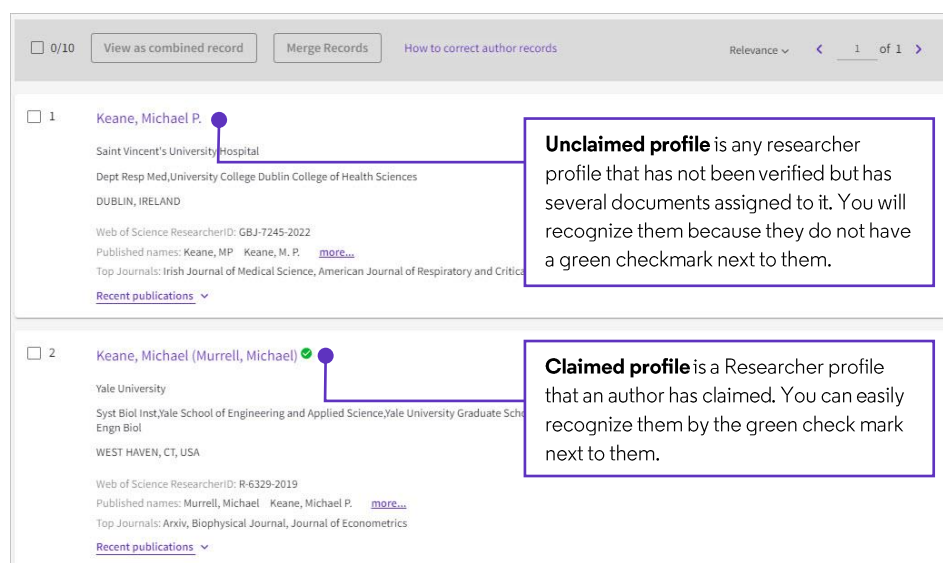 0/10 View as combined record Merge Records How to correct author records Relevance 1 of 1
1 Keane, Michael P.
Saint Vincent's University Hospital
Dept Resp Med,University College Dublin College of Health Sciences
DUBLIN, IRELAND
Web of Science ResearcherID: GBJ-7245-2022
Published names: Keane, MP Keane, M. P. more...
Top Journals: Irish Journal of Medical Science, American Journal of Respiratory and Critica
Recent publications
Unclaimed profile is any researcher
profile that has not been verified but has
several documents assigned to it. You will
recognize them because they do not have
a green checkmark next to them.
2 Keane, Michael (Murrell, Michael)
Yale University
Syst Biol Inst,Yale School of Engineering and Applied Science,Yale University Graduate Scho
Engn Biol
WEST HAVEN, CT, USA
Web of Science ResearcherID: R-6329-2019
Published names: Murrell, Michael Keane, Michael P. more...
Top Journals: Arxiv, Biophysical Journal, Journal of Econometrics
Recent publications
Claimed profile is a Researcher profile
that an author has claimed. You can easily
recognize them by the green check mark
next to them.